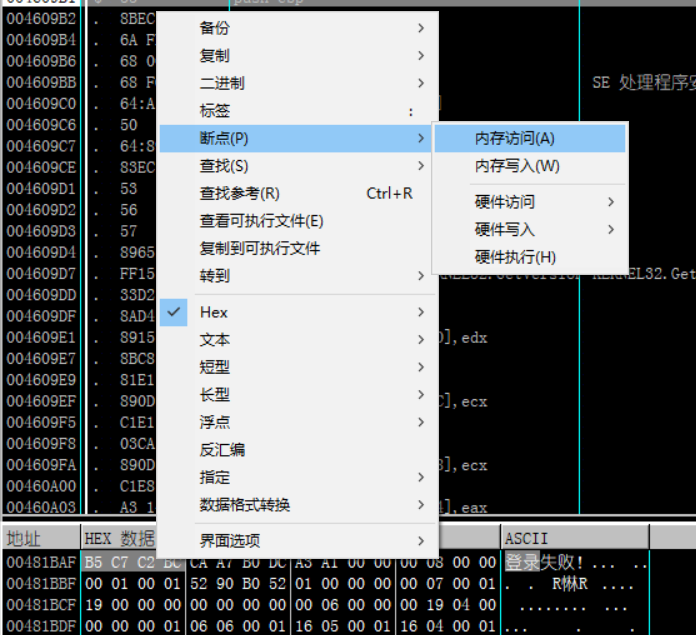 004609B2 . 8BEC
004609B4 . 6A F
004609B6 . 68 0
004609BB . 68 F
SE 处理程序安
004609C0 . 64:A
004609C6 . 50
004609C7 . 64:8
004609CE . 83EC
004609D1 . 53
004609D2 . 56
004609D3 . 57
004609D4 . 8965
004609D7 . FF15
KERNEL32.Get
004609DD . 33D2
004609DF . 8AD4
004609E1 . 8915
],edx
004609E7 . 8BC8
004609E9 . 81E1
004609EF . 890D
],ecx
004609F5 . C1E1
004609F8 . 03CA
004609FA . 890D
],ecx
00460A00 . C1E8
00460A03 . A3 1
],eax
备份
复制
二进制
标签 :
断点(P)
查找(S)
查找参考(R) Ctrl+R
查看可执行文件(E)
复制到可执行文件
转到
Hex
文本
短型
长型
浮点
反汇编
指定
数据格式转换
界面选项
内存访问(A)
内存写入(W)
硬件访问
硬件写入
硬件执行(H)
地址 HEX 数据 ASCII
00481BAF B5 C7 C2 BC CA A7 B0 DC A3 A1 00 00 00 08 00 00 登录失败!... ..
00481BBF 00 01 00 01 52 90 B0 52 01 00 00 00 00 07 00 01
00481BCF 19 00 00 00 00 00 00 00 00 06 00 00 00 19 04 00 ........ ...
00481BDF 00 00 00 01 06 06 00 01 16 05 00 01 16 04 00 01